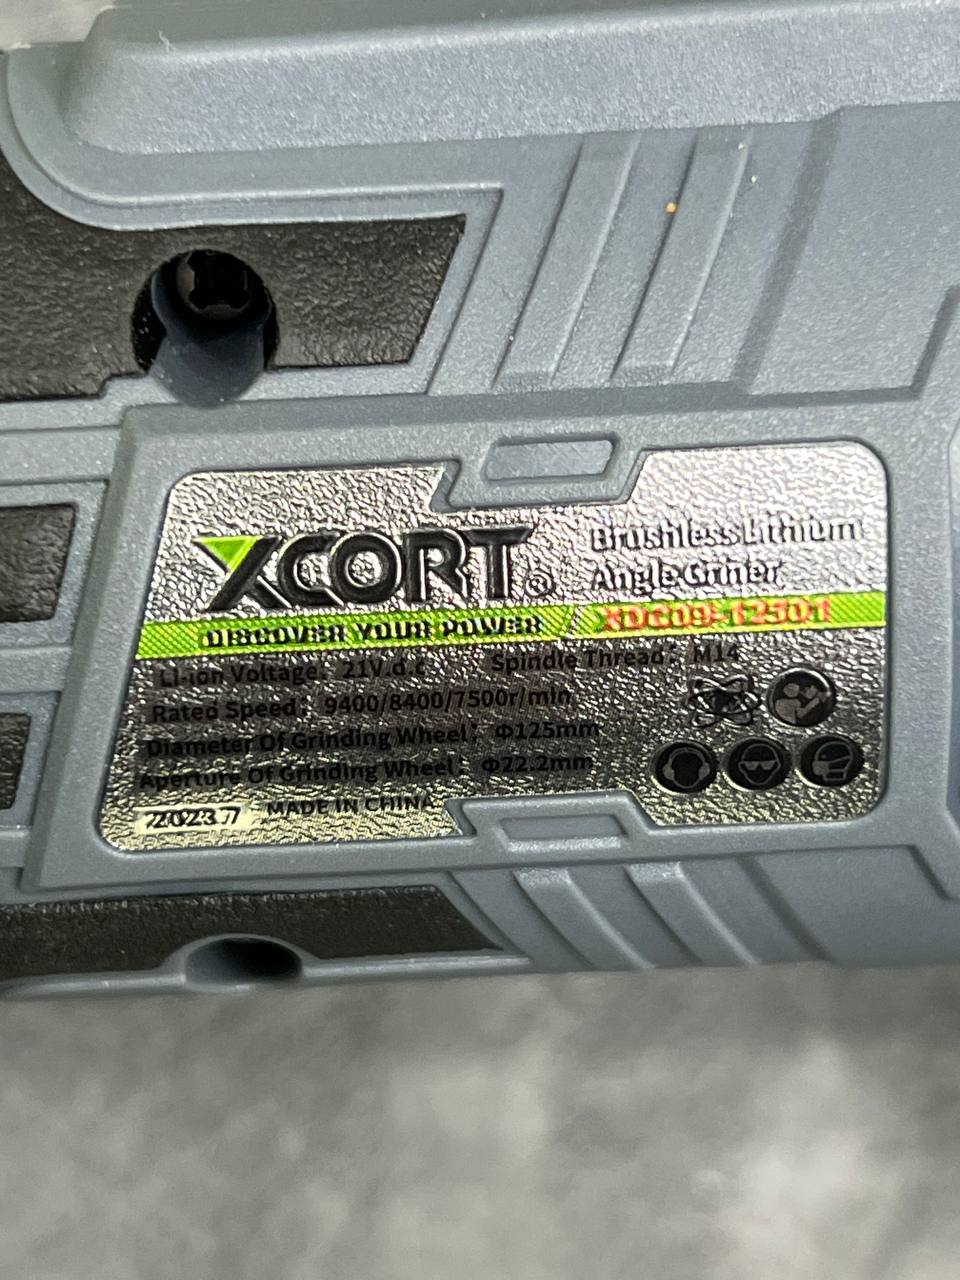 XCORT®
Brushless Lithium
Angle Griner
DISCOVER YOUR POWER / XDC09-12501
Li-ion Voltage: 21V.d.c Spindle Thread: M14
Rated Speed: 9400/8400/7500r/min
Diameter Of Grinding Wheel: Φ125mm
Aperture Of Grinding Wheel: Φ22.2mm
2023.7 MADE IN CHINA